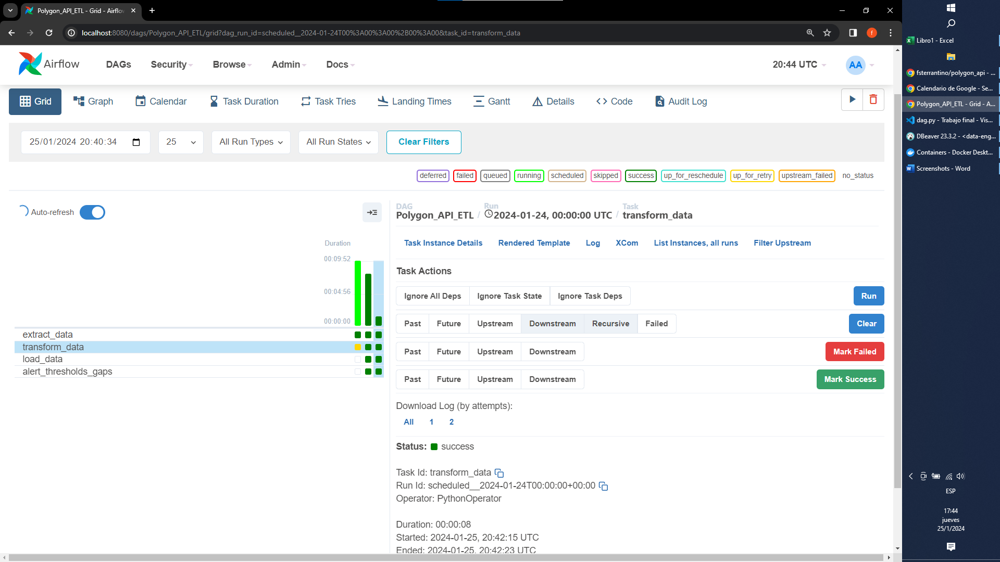 Polygon_API_ETL - Grid - Airflow
localhost:8080/dags/Polygon_API_ETL/grid?dag_run_id=scheduled__2024-01-24T00%3A00%3A00%2B00%3A00&task_id=transform_data
f
Airflow
DAGs Security Browse Admin Docs 20:44 UTC AA
Grid Graph Calendar Task Duration Task Tries Landing Times Gantt Details Code Audit Log
25/01/2024 20:40:34 25 All Run Types All Run States Clear Filters
deferred failed queued running scheduled skipped success up_for_reschedule up_for_retry upstream_failed no_status
Auto-refresh
Duration
00:09:52
00:04:56
00:00:00
extract_data
transform_data
load_data
alert_thresholds_gaps
DAG Run Task
Polygon_API_ETL / 2024-01-24, 00:00:00 UTC / transform_data
Task Instance Details Rendered Template Log XCom List Instances, all runs Filter Upstream
Task Actions
Ignore All Deps Ignore Task State Ignore Task Deps Run
Past Future Upstream Downstream Recursive Failed Clear
Past Future Upstream Downstream Mark Failed
Past Future Upstream Downstream Mark Success
Download Log (by attempts):
All 1 2
Status: success
Task Id: transform_data
Run Id: scheduled__2024-01-24T00:00:00+00:00
Operator: PythonOperator
Duration: 00:00:08
Started: 2024-01-25, 20:42:15 UTC
Ended: 2024-01-25, 20:42:23 UTC
Libro1 - Excel
fsterrantino/polygon_api - ...
Calendario de Google - Se...
Polygon_API_ETL - Grid - A...
dag.py - Trabajo final - Vis...
DBeaver 23.3.2 - <data-eng...
Containers - Docker Deskt...
Screenshots - Word
ESP
17:44
jueves
25/1/2024